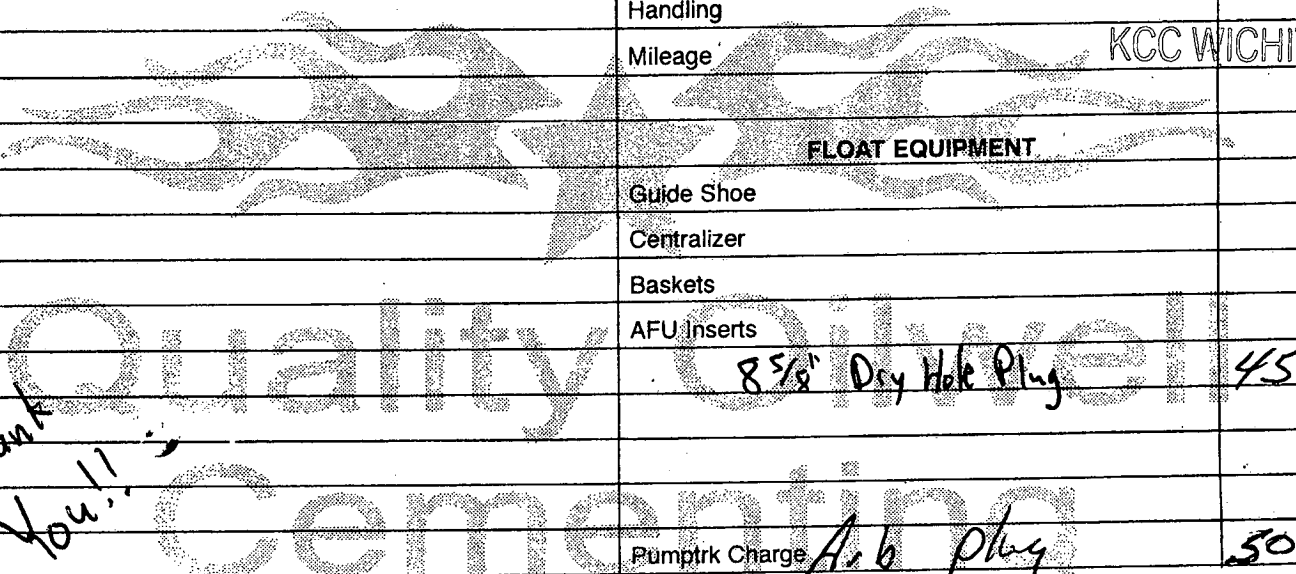 Handling
Mileage
KCC WICHI
FLOAT EQUIPMENT
Guide Shoe
Centralizer
Baskets
AFU Inserts
Quality Oilwell
8 5/8" Dry Hole Plug 45
You!!
Cementing
Pumptrk Charge plug 50